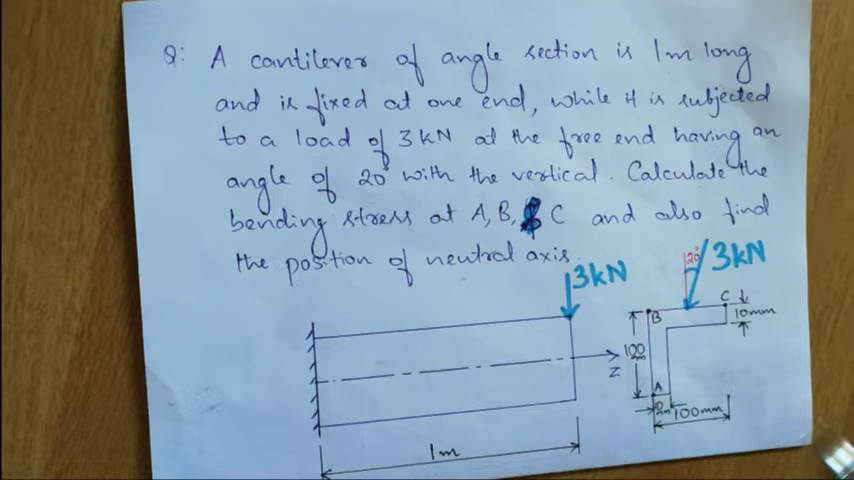 Q: A cantilever of angle section is 1m long
and is fixed at one end, while it is subjected
to a load of 3 kN at the free end having an
angle of 20° with the vertical. Calculate the
bending stress at A, B, C and also find
the position of neutral axis.
3kN
20°
3kN
B
C
10mm
100
Z
A
100mm
1m